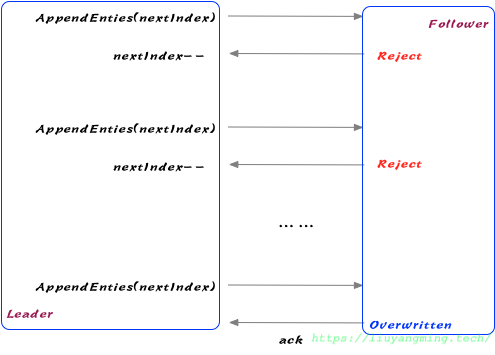 AppendEnties(nextIndex)
Follower
nextIndex--
Reject
AppendEnties(nextIndex)
nextIndex--
Reject
... ...
AppendEnties(nextIndex)
Leader
Overwritten
ack
https://liuyangming.tech/